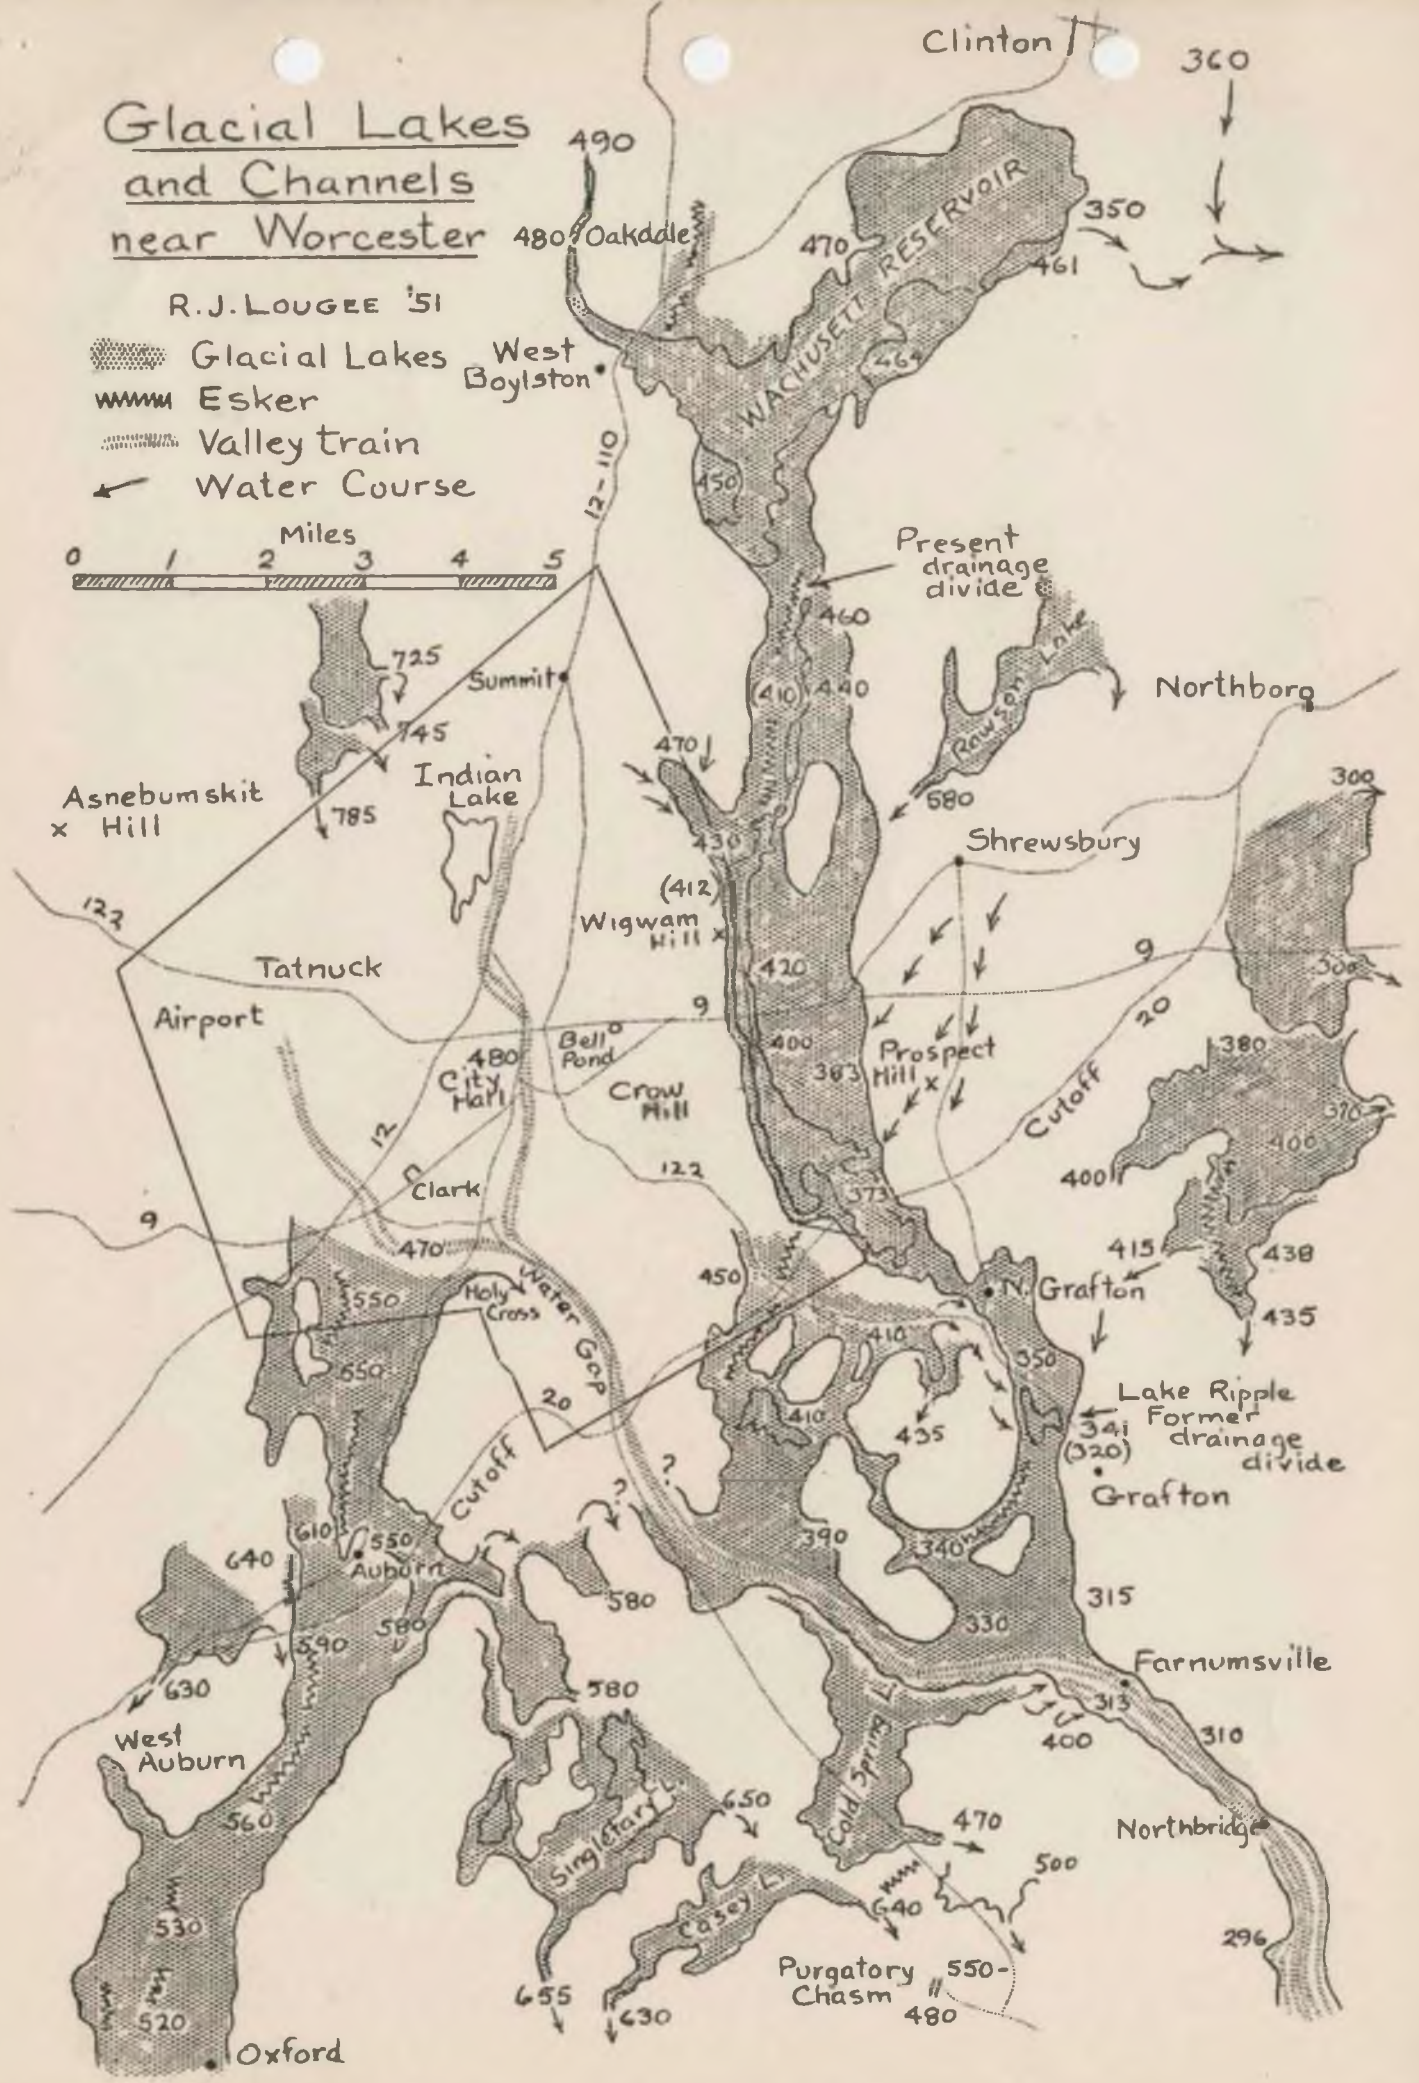 Clinton
360
Glacial Lakes
and Channels
near Worcester
R.J. LOUGEE '51
Glacial Lakes
Esker
Valley train
Water Course
Miles
0 1 2 3 4 5
490
480
Oakddle
470
350
461
WACHUSETT RESERVOIR
464
West
Boylston
12-110
450
Present
drainage
divide
460
(410)
440
Rawson Lake
580
Northboro
725
745
785
Summit
Asnebumskit
x Hill
Indian
Lake
470
430
(412)
Wigwam
Hill x
420
Shrewsbury
300
300
9
20
Cutoff
122
Tatnuck
Airport
9
Bell
Pond
480
City
Hall
Crow
Hill
400
383
Prospect
Hill x
380
370
400
400
12
Clark
122
373
9
470
Holy
Cross
Water Gap
450
N. Grafton
415
438
435
550
550
410
350
Lake Ripple
Former
drainage
divide
341
(320)
Grafton
410
435
20
Cutoff
?
?
390
340
610
550
640
Auburn
580
580
590
630
330
315
Farnumsville
313
310
400
West
Auburn
580
560
Singletary L.
650
Cold Spring L.
470
500
Northbridge
530
Casey L.
640
296
Purgatory
Chasm
550
480
520
655
630
Oxford